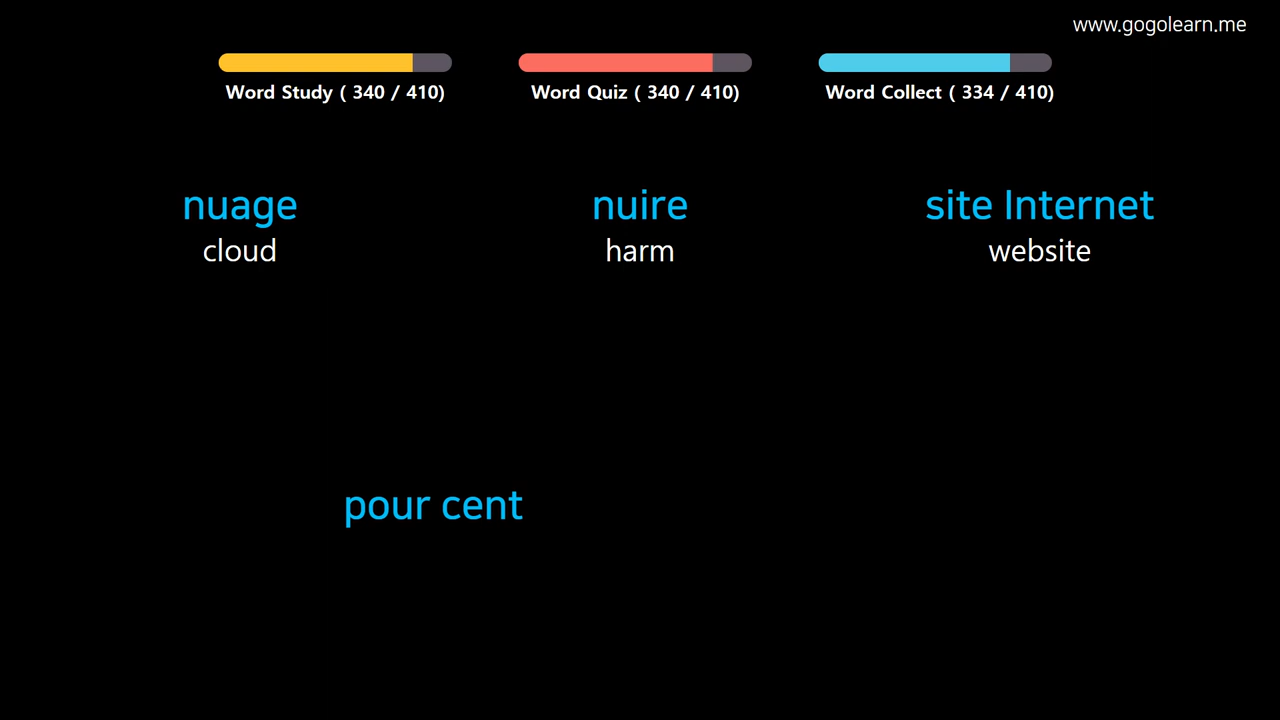 www.gogolearn.me
Word Study ( 340 / 410)
Word Quiz ( 340 / 410)
Word Collect ( 334 / 410)
nuage
cloud
nuire
harm
site Internet
website
pour cent